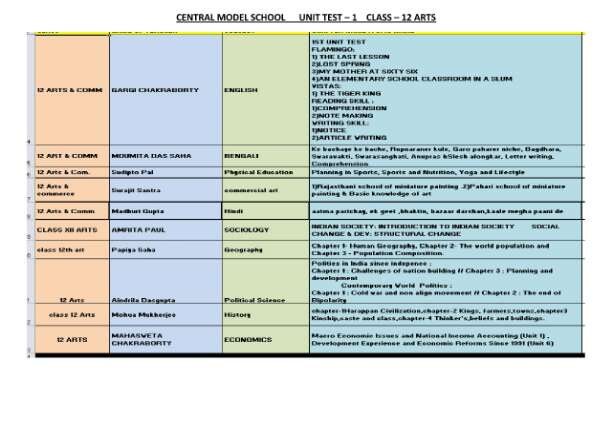 CENTRAL MODEL SCHOOL UNIT TEST – 1 CLASS – 12 ARTS
12 ARTS & COMM GARGI CHAKRABORTY ENGLISH
1ST UNIT TEST
FLAMINGO:
1) THE LAST LESSON
2)LOST SPRING
3)MY MOTHER AT SIXTY SIX
4)AN ELEMENTARY SCHOOL CLASSROOM IN A SLUM
VISTAS:
1) THE TIGER KING
READING SKILL :
1)COMPREHENSION
2)NOTE MAKING
WRITING SKILL:
1)NOTICE
2)ARTICLE WRITING
12 ART & COMM MOUMITA DAS SAHA BENGALI
Ke bachaye ke bache, Rupnaraner kule, Garo paharer niche, Bagdhara,
Swaravakti, Swarasanghati, Anupras &Slesh alongkar, Letter writing,
Comprehension
12 Arts & Com. Sudipto Pal Physical Education Planning in Sports, Sports and Nutrition, Yoga and Lifestyle
12 Arts &
commerce Surajit Santra commercial art
1)Rajasthani school of miniature painting .2)Pahari school of miniature
painting & Basic knowledge of art
12 Arts & Comm Madhuri Gupta Hindi aatma parichay, ek geet ,bhaktin, bazaar darshan,kaale megha paani de
CLASS XII ARTS AMRITA PAUL SOCIOLOGY
INDIAN SOCIETY: INTRODUCTION TO INDIAN SOCIETY SOCIAL
CHANGE & DEV: STRUCTURAL CHANGE
class 12th art Papiya Saha Geography
Chapter 1- Human Geography, Chapter 2- The world population and
Chapter 3 - Population Composition.
12 Arts Aindrila Dasgupta Political Science
Politics in India since indepence :
Chapter 1 : Challenges of nation building // Chapter 3 : Planning and
development
Contemporary World Politics :
Chapter 1 : Cold war and non align movement // Chapter 2 : The end of
Bipolarity
class 12 Arts Mohua Mukherjee History
chapter-1Harappan Civilization,chapter-2 Kings, farmers,towns,chapter3
Kinship,caste and class,chapter-4 Thinker's,beliefs and buildings.
12 ARTS MAHASVETA
CHAKRABORTY ECONOMICS
Macro Economic Issues and National Income Accounting (Unit 1) ,
Development Experience and Economic Reforms Since 1991 (Unit 6)